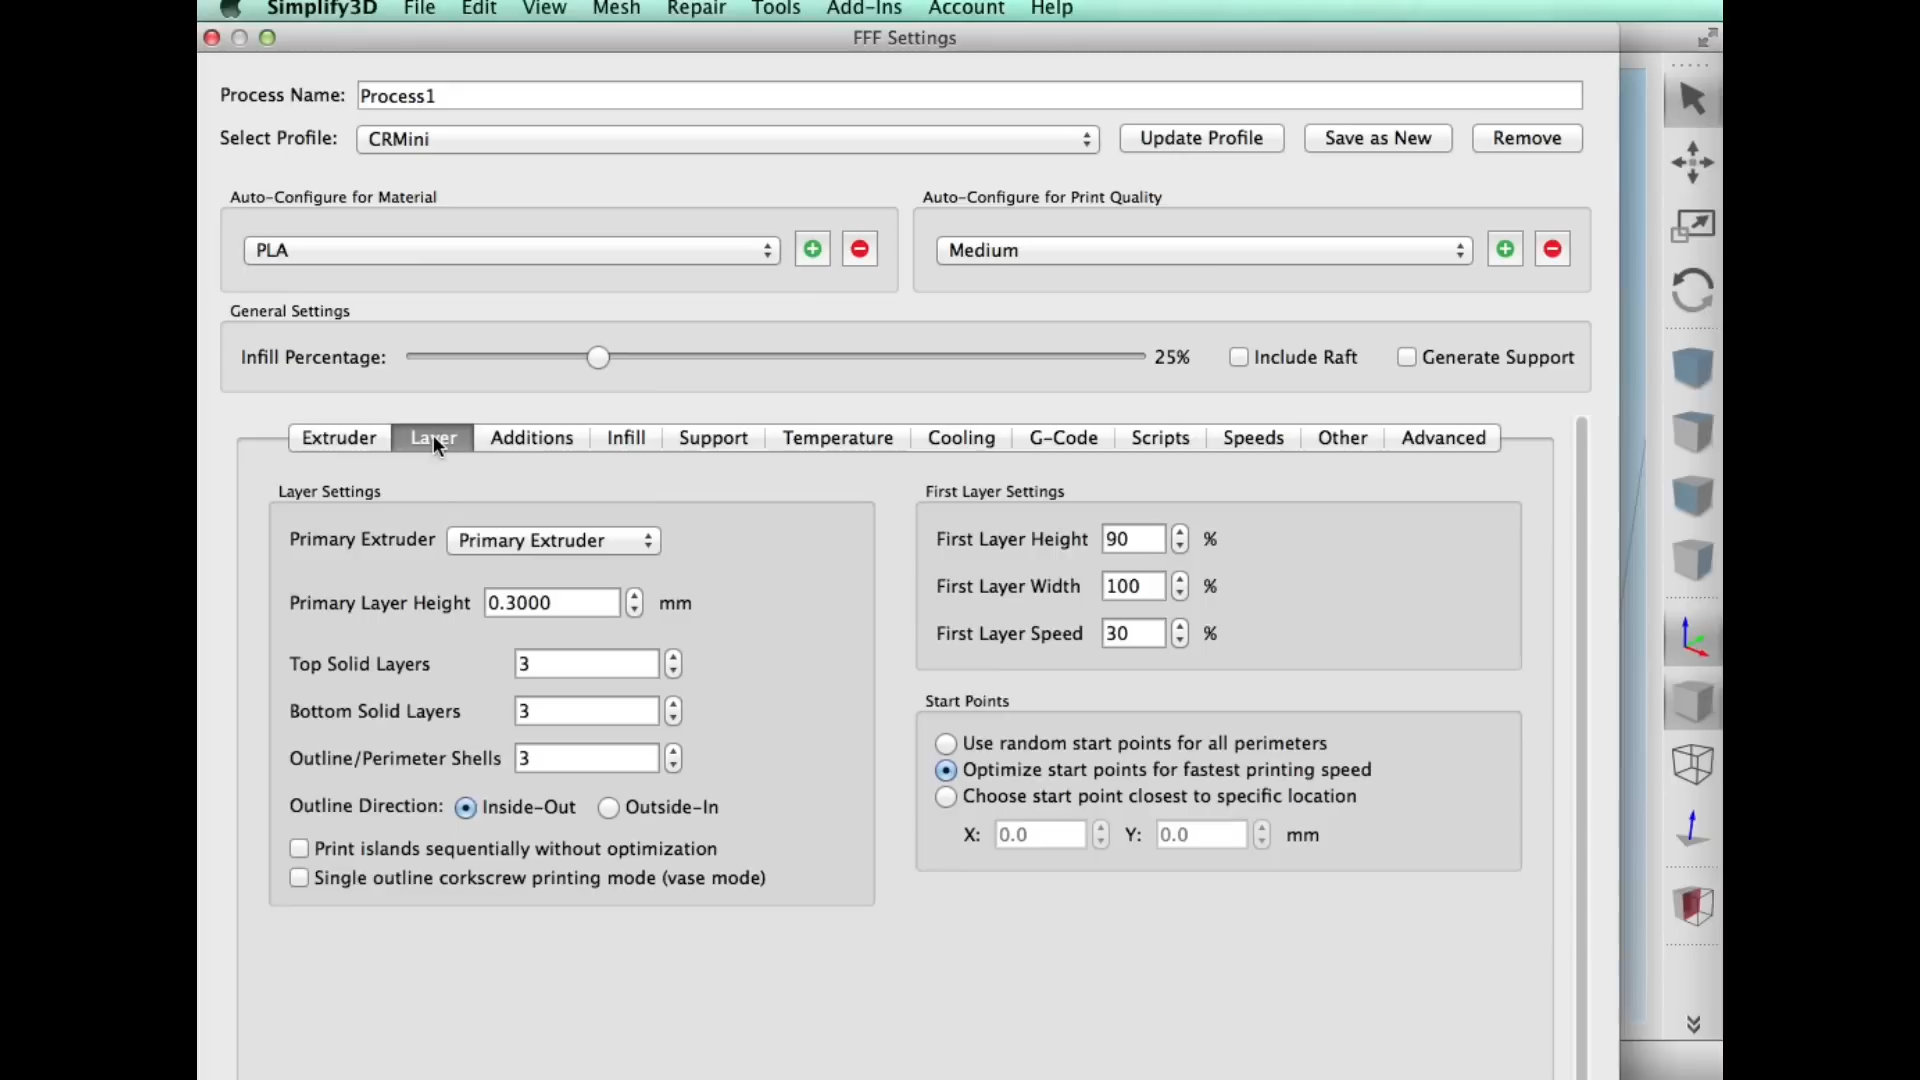 Simplify3D File Edit View Mesh Repair Tools Add-Ins Account Help
FFF Settings
Process Name: Process1
Select Profile: CRMini Update Profile Save as New Remove
Auto-Configure for Material Auto-Configure for Print Quality
PLA Medium
General Settings
Infill Percentage: 25% Include Raft Generate Support
Extruder Layer Additions Infill Support Temperature Cooling G-Code Scripts Speeds Other Advanced
Layer Settings
Primary Extruder Primary Extruder
Primary Layer Height 0.3000 mm
Top Solid Layers 3
Bottom Solid Layers 3
Outline/Perimeter Shells 3
Outline Direction: Inside-Out Outside-In
Print islands sequentially without optimization
Single outline corkscrew printing mode (vase mode)
First Layer Settings
First Layer Height 90 %
First Layer Width 100 %
First Layer Speed 30 %
Start Points
Use random start points for all perimeters
Optimize start points for fastest printing speed
Choose start point closest to specific location
X: 0.0 Y: 0.0 mm